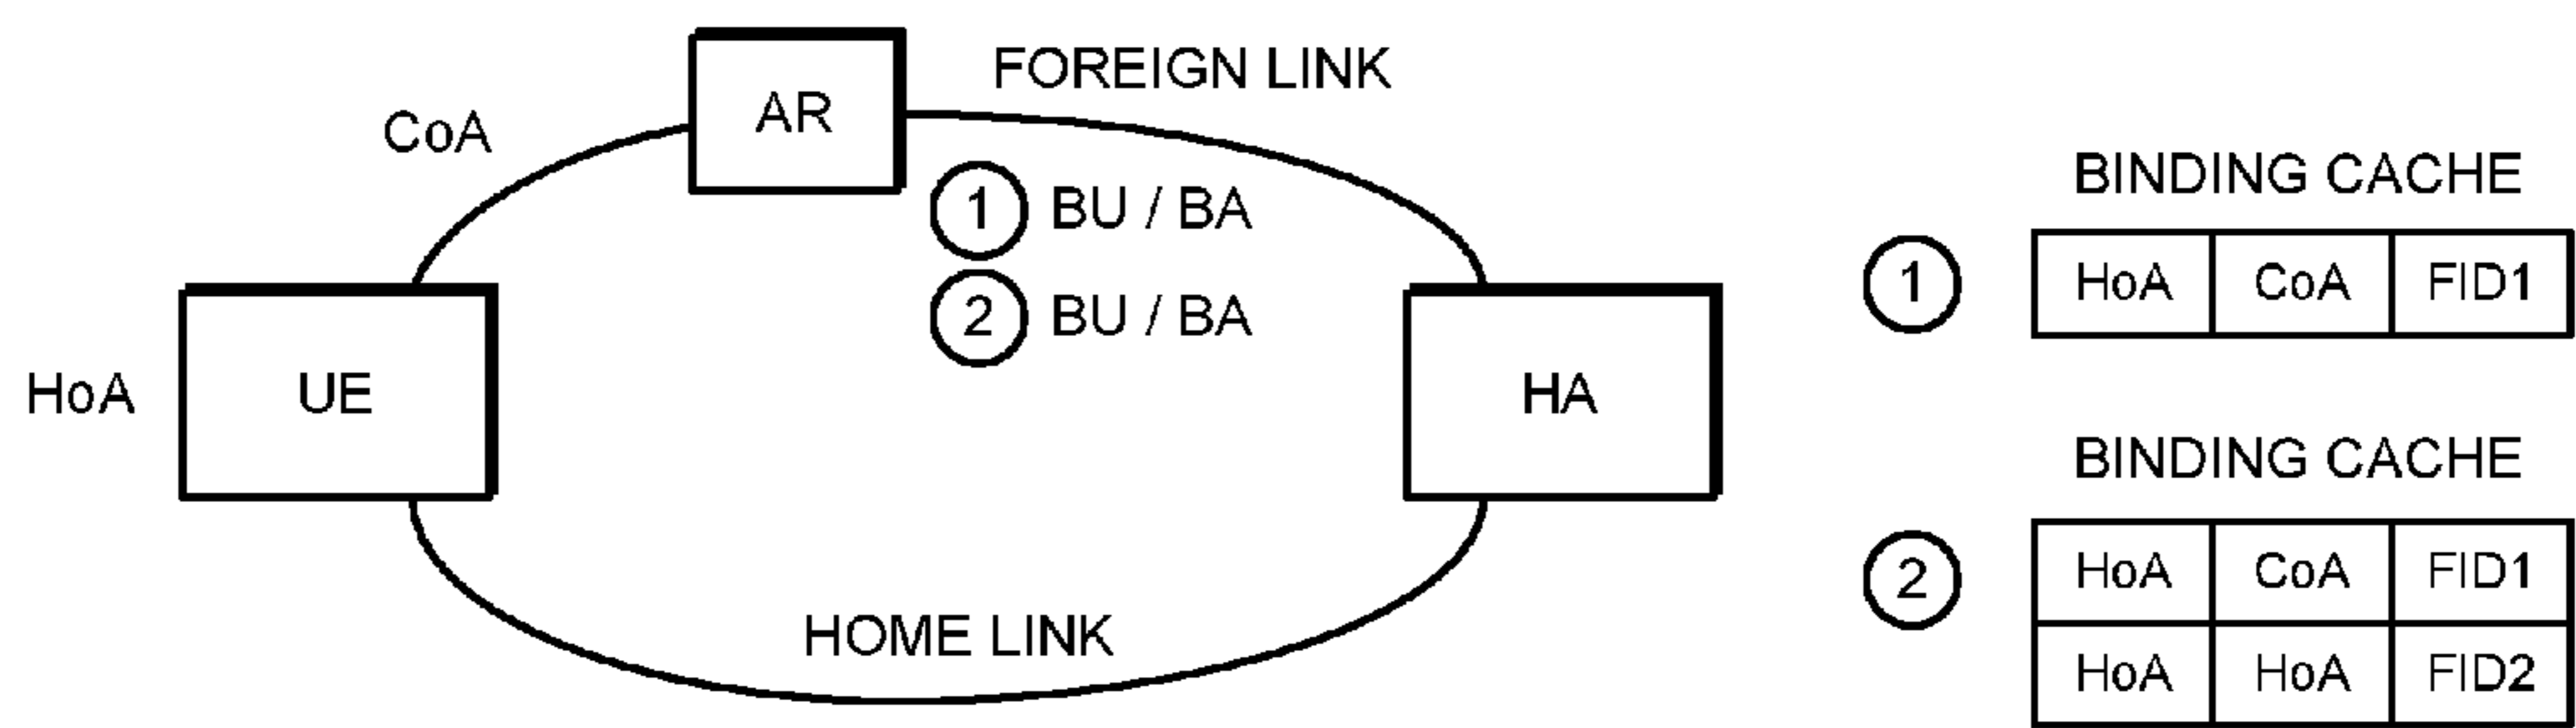 FOREIGN LINK
AR
CoA
1 BU / BA
2 BU / BA
HoA
UE
HA
HOME LINK
BINDING CACHE
1
HoA CoA FID1
BINDING CACHE
2
HoA CoA FID1
HoA HoA FID2